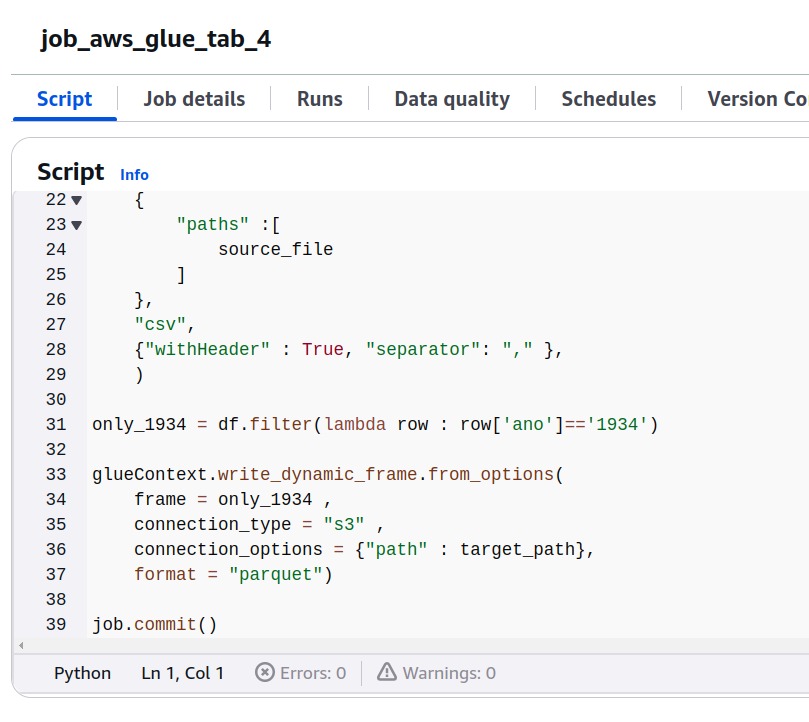 job_aws_glue_tab_4
Script Job details Runs Data quality Schedules Version Co
Script Info
22 {
23 "paths" :[
24 source_file
25 ]
26 },
27 "csv",
28 {"withHeader" : True, "separator": "," },
29 )
30
31 only_1934 = df.filter(lambda row : row['ano']=='1934')
32
33 glueContext.write_dynamic_frame.from_options(
34 frame = only_1934 ,
35 connection_type = "s3" ,
36 connection_options = {"path" : target_path},
37 format = "parquet")
38
39 job.commit()
Python Ln 1, Col 1 Errors: 0 Warnings: 0